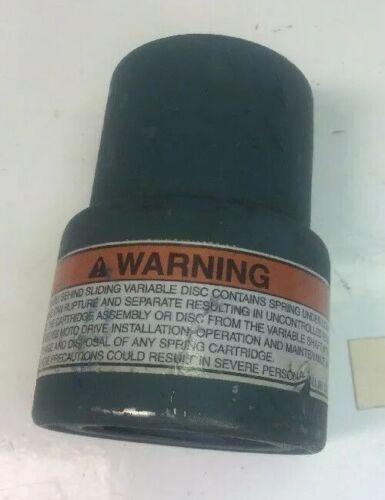 ⚠ WARNING
BEHIND SLIDING VARIABLE DISC CONTAINS SPRING UNDER
CAN RUPTURE AND SEPARATE RESULTING IN UNCONTROLLED
CARTRIDGE ASSEMBLY OR DISC FROM THE VARIABLE SHAFT
MOTO DRIVE INSTALLATION, OPERATION AND MAINTENANCE
AND DISPOSAL OF ANY SPRING CARTRIDGE.
PRECAUTIONS COULD RESULT IN SEVERE PERSONAL